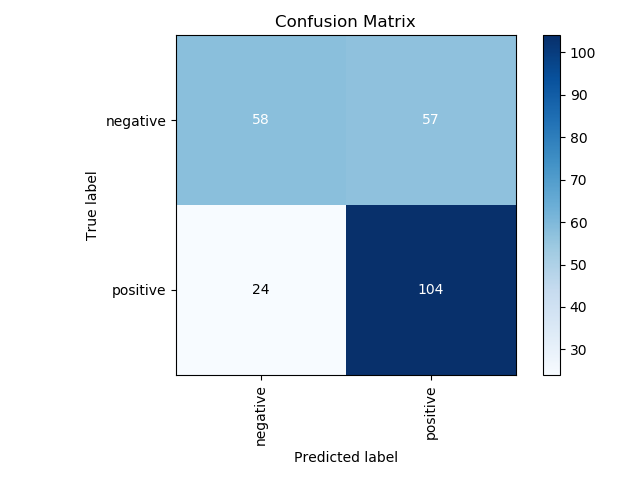 Confusion Matrix
True label
negative
58
57
positive
24
104
negative
positive
Predicted label
100
90
80
70
60
50
40
30